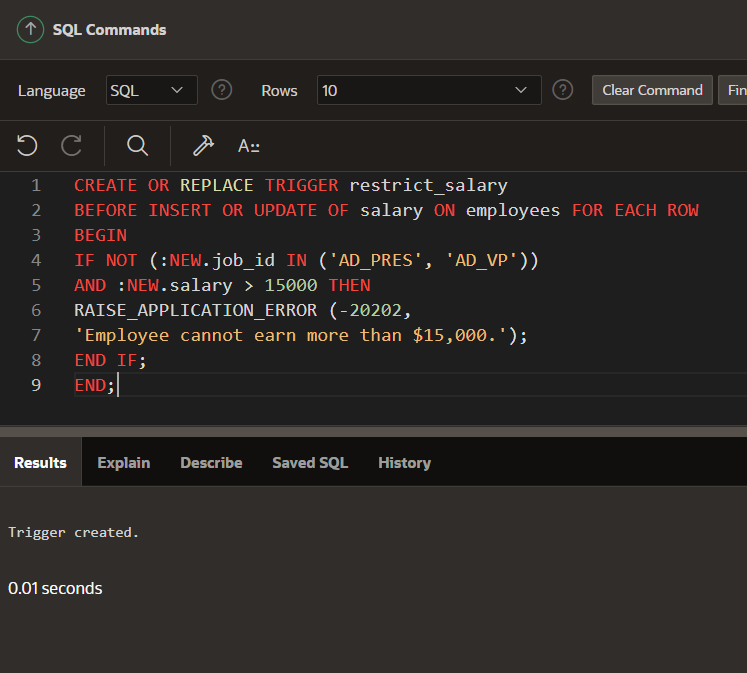 SQL Commands
Language SQL Rows 10 Clear Command Fin
A::
1 CREATE OR REPLACE TRIGGER restrict_salary
2 BEFORE INSERT OR UPDATE OF salary ON employees FOR EACH ROW
3 BEGIN
4 IF NOT (:NEW.job_id IN ('AD_PRES', 'AD_VP'))
5 AND :NEW.salary > 15000 THEN
6 RAISE_APPLICATION_ERROR (-20202,
7 'Employee cannot earn more than $15,000.');
8 END IF;
9 END;
Results Explain Describe Saved SQL History
Trigger created.
0.01 seconds